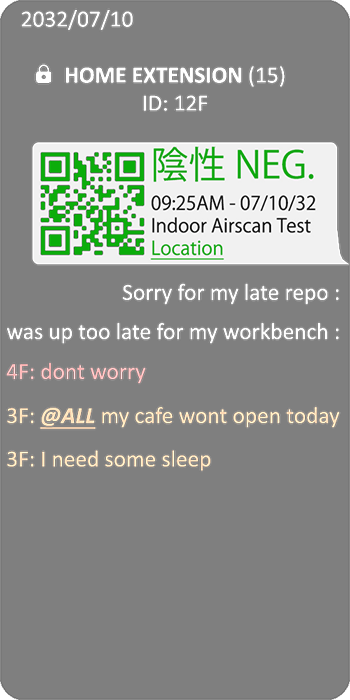 2032/07/10
HOME EXTENSION (15)
ID: 12F
陰性 NEG.
09:25AM - 07/10/32
Indoor Airscan Test
Location
Sorry for my late repo :
was up too late for my workbench :
4F: dont worry
3F: @ALL my cafe wont open today
3F: I need some sleep